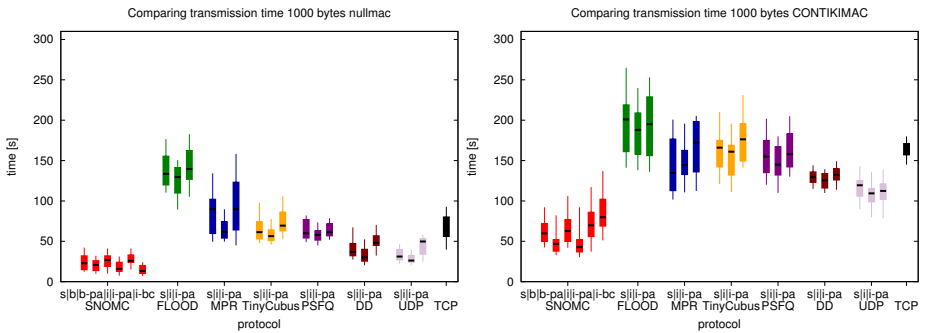 Comparing transmission time 1000 bytes nullmac
300
250
200
150
100
50
0
time [s]
s|b|b-pa|i|i-pa|i-bc s|i|i-pa s|i|i-pa s|i|i-pa s|i|i-pa s|i|i-pa s|i|i-pa
SNOMC FLOOD MPR TinyCubus PSFQ DD UDP TCP
protocol
Comparing transmission time 1000 bytes CONTIKIMAC
300
250
200
150
100
50
0
time [s]
s|b|b-pa|i|i-pa|i-bc s|i|i-pa s|i|i-pa s|i|i-pa s|i|i-pa s|i|i-pa s|i|i-pa
SNOMC FLOOD MPR TinyCubus PSFQ DD UDP TCP
protocol